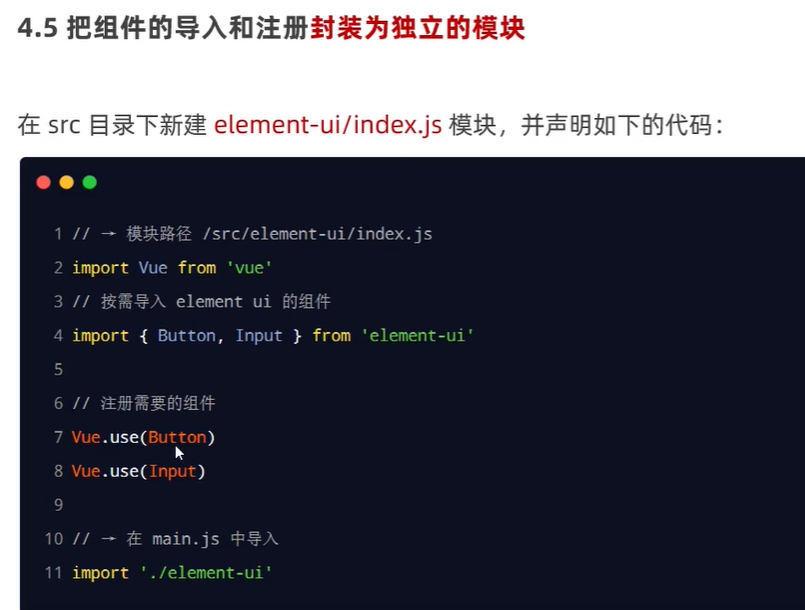 4.5 把组件的导入和注册封装为独立的模块
在 src 目录下新建 element-ui/index.js 模块，并声明如下的代码：
1 // → 模块路径 /src/element-ui/index.js
2 import Vue from 'vue'
3 // 按需导入 element ui 的组件
4 import { Button, Input } from 'element-ui'
5
6 // 注册需要的组件
7 Vue.use(Button)
8 Vue.use(Input)
9
10 // → 在 main.js 中导入
11 import './element-ui'